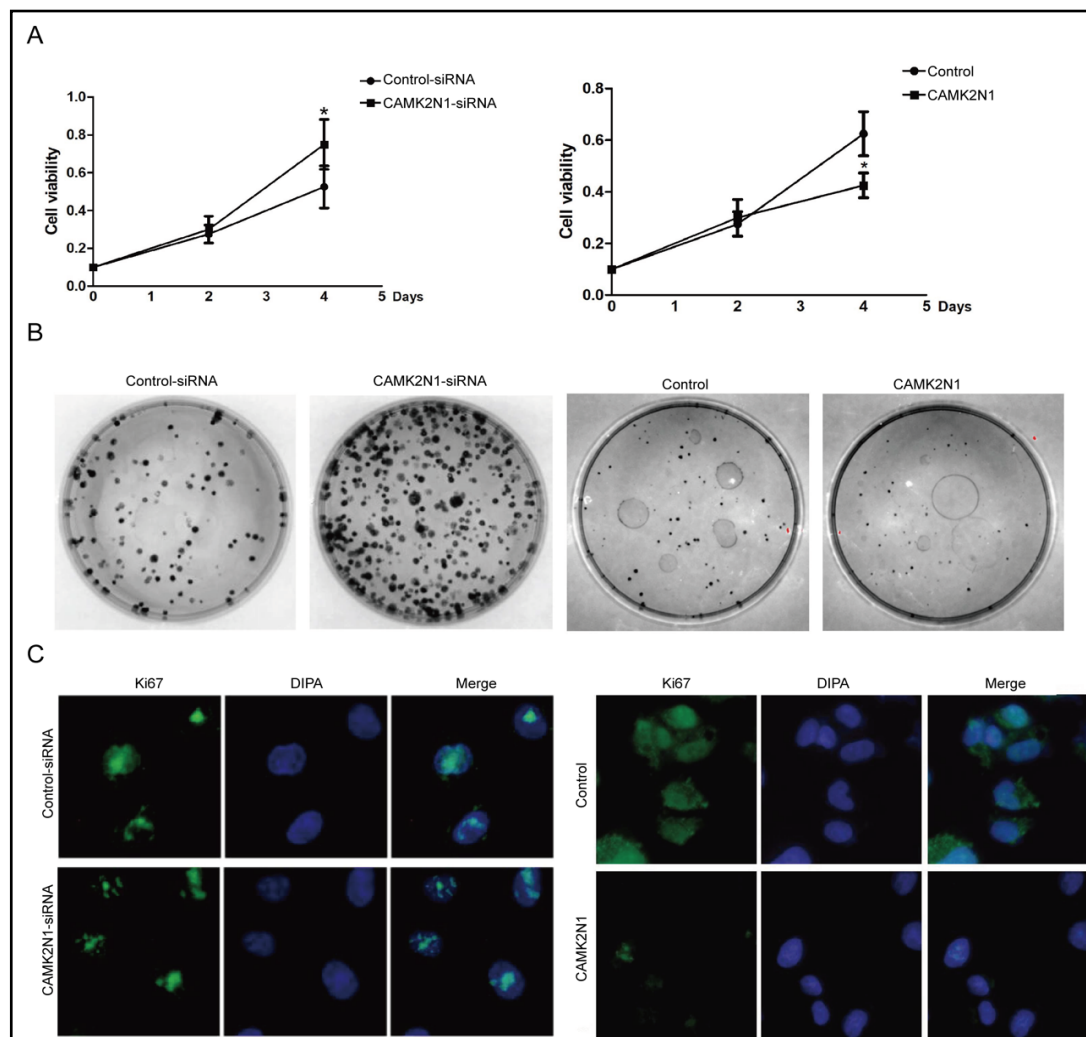 A
Control-siRNA
CAMK2N1-siRNA
Cell viability
1.0
0.8
0.6
0.4
0.2
0.0
*
0 1 2 3 4 5 Days
Control
CAMK2N1
Cell viability
0.8
0.6
0.4
0.2
0.0
*
0 1 2 3 4 5 Days
B
Control-siRNA CAMK2N1-siRNA Control CAMK2N1
C
Ki67 DIPA Merge
Control-siRNA
CAMK2N1-siRNA
Ki67 DIPA Merge
Control
CAMK2N1